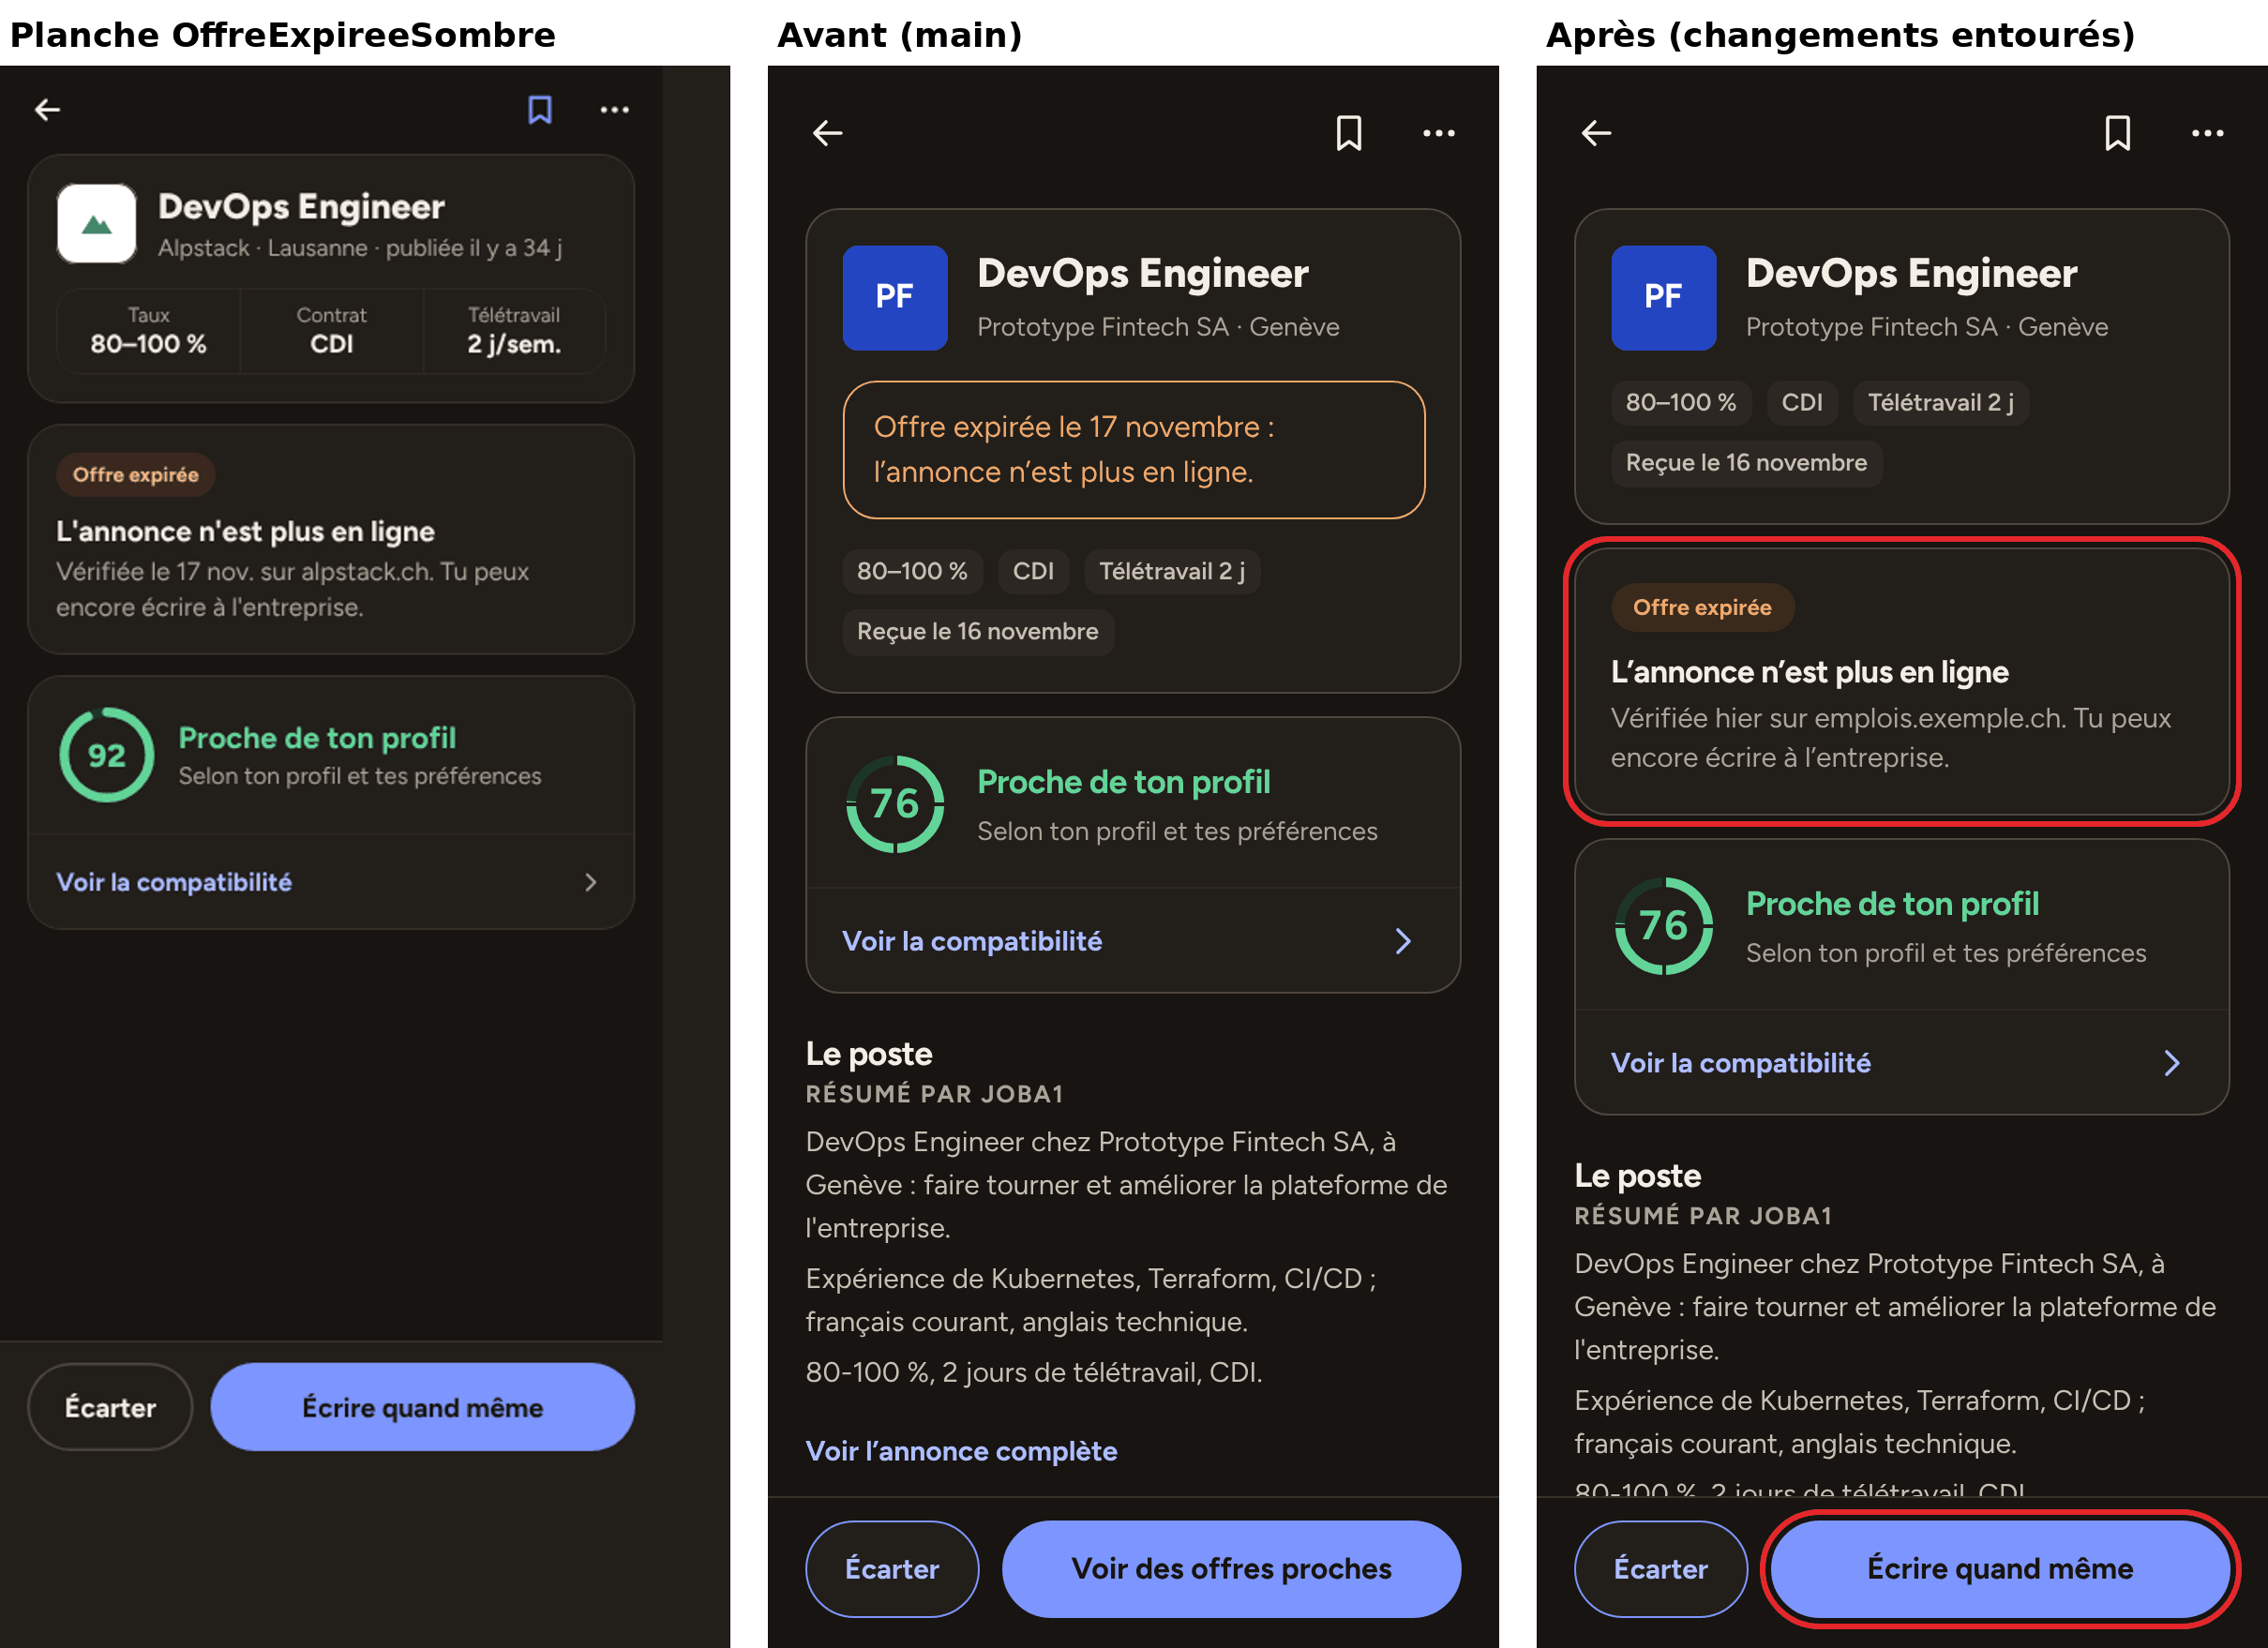 Planche OffreExpireeSombre
DevOps Engineer
Alpstack · Lausanne · publiée il y a 34 j
Taux
80–100 %
Contrat
CDI
Télétravail
2 j/sem.
Offre expirée
L'annonce n'est plus en ligne
Vérifiée le 17 nov. sur alpstack.ch. Tu peux
encore écrire à l'entreprise.
92
Proche de ton profil
Selon ton profil et tes préférences
Voir la compatibilité
Écarter
Écrire quand même
Avant (main)
PF
DevOps Engineer
Prototype Fintech SA · Genève
Offre expirée le 17 novembre :
l’annonce n’est plus en ligne.
80–100 %
CDI
Télétravail 2 j
Reçue le 16 novembre
76
Proche de ton profil
Selon ton profil et tes préférences
Voir la compatibilité
Le poste
RÉSUMÉ PAR JOBA1
DevOps Engineer chez Prototype Fintech SA, à
Genève : faire tourner et améliorer la plateforme de
l'entreprise.
Expérience de Kubernetes, Terraform, CI/CD ;
français courant, anglais technique.
80-100 %, 2 jours de télétravail, CDI.
Voir l’annonce complète
Écarter
Voir des offres proches
Après (changements entourés)
PF
DevOps Engineer
Prototype Fintech SA · Genève
80–100 %
CDI
Télétravail 2 j
Reçue le 16 novembre
Offre expirée
L’annonce n’est plus en ligne
Vérifiée hier sur emplois.exemple.ch. Tu peux
encore écrire à l’entreprise.
76
Proche de ton profil
Selon ton profil et tes préférences
Voir la compatibilité
Le poste
RÉSUMÉ PAR JOBA1
DevOps Engineer chez Prototype Fintech SA, à
Genève : faire tourner et améliorer la plateforme de
l'entreprise.
Expérience de Kubernetes, Terraform, CI/CD ;
français courant, anglais technique.
80-100 %, 2 jours de télétravail, CDI.
Écarter
Écrire quand même